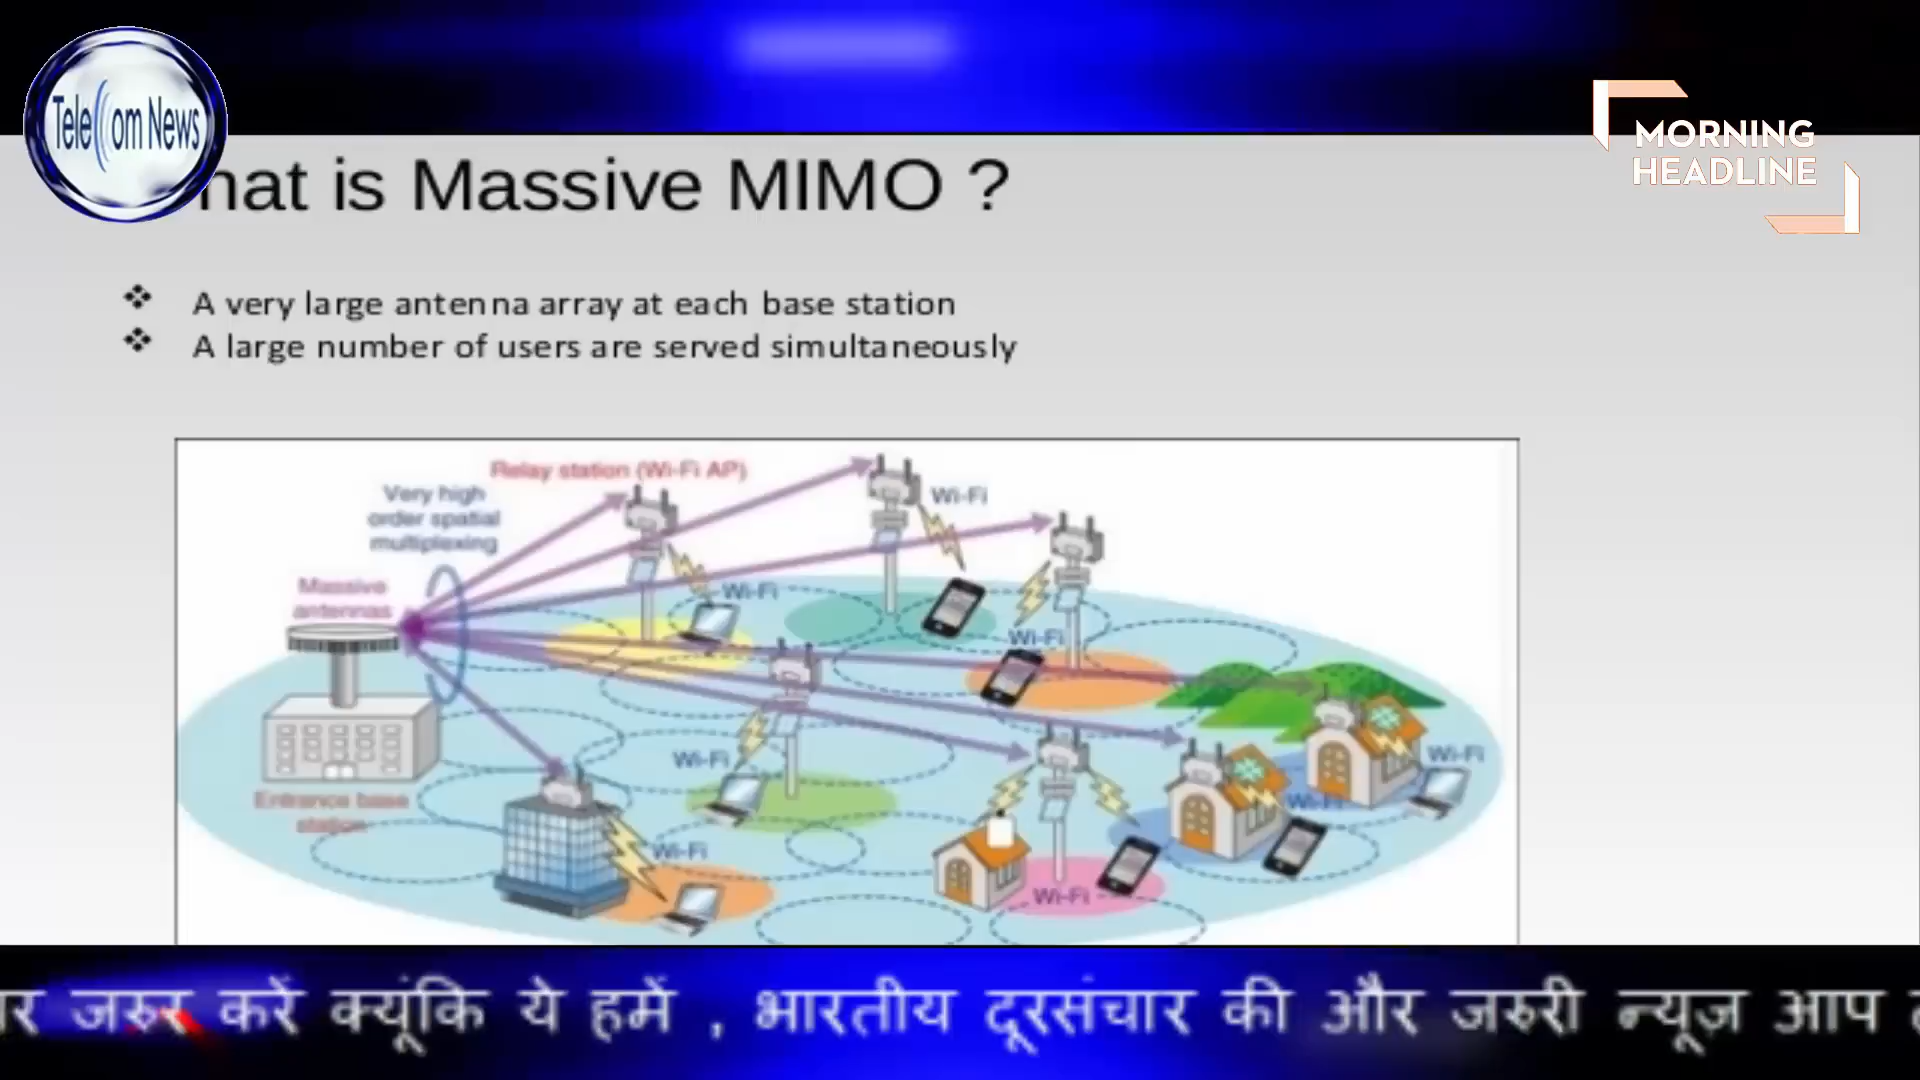 TeleCom News
MORNING
HEADLINE
hat is Massive MIMO ?
A very large antenna array at each base station
A large number of users are served simultaneously
Relay station (Wi-Fi AP)
Very high
order spatial
multiplexing
Wi-Fi
Massive
antennas
Wi-Fi
Wi-Fi
Wi-Fi
Wi-Fi
Wi-Fi
Entrance base
station
Wi-Fi
Wi-Fi
जरुर करें क्यूंकि ये हमें , भारतीय दूरसंचार की और जरुरी न्यूज़ आप